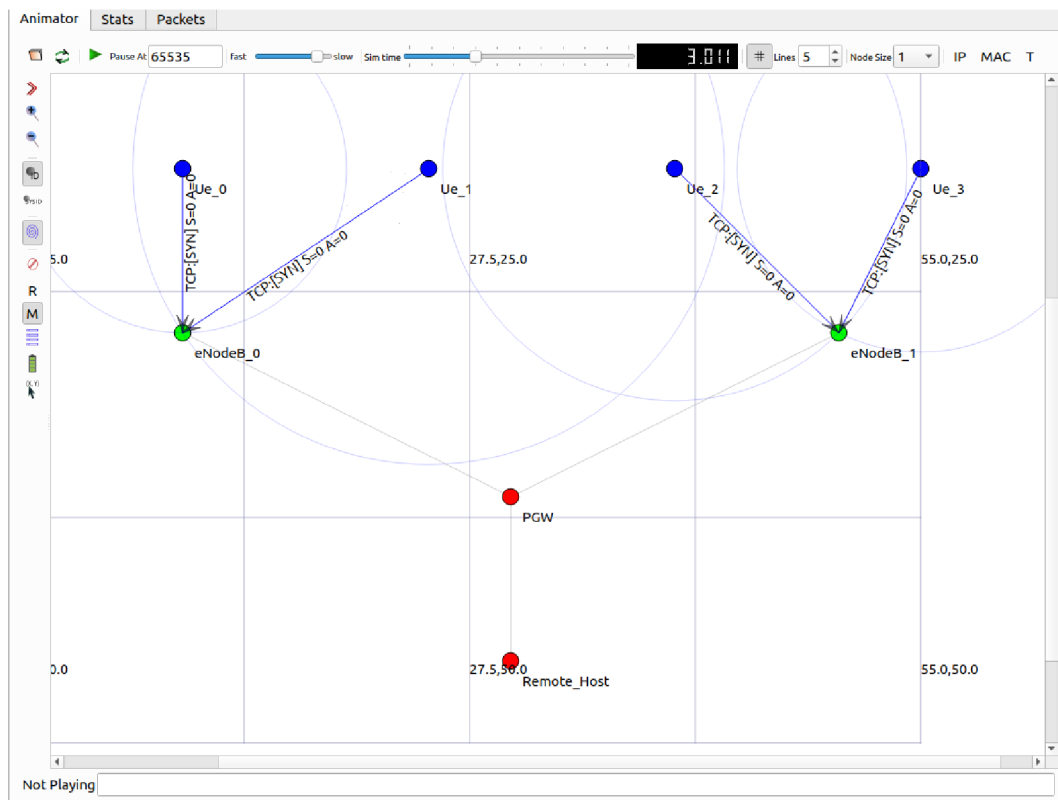 Animator Stats Packets
Pause At 65535 Fast slow Sim time 3.011 # Lines 5 Node Size 1 IP MAC T
Ue_0
Ue_1
Ue_2
Ue_3
TCP:[SYN] S=0 A=0
TCP:[SYN] S=0 A=0
TCP:[SYN] S=0 A=0
TCP:[SYN] S=0 A=0
5.0
27.5,25.0
55.0,25.0
R
M
eNodeB_0
eNodeB_1
PGW
0.0
27.5,50.0
55.0,50.0
Remote_Host
Not Playing